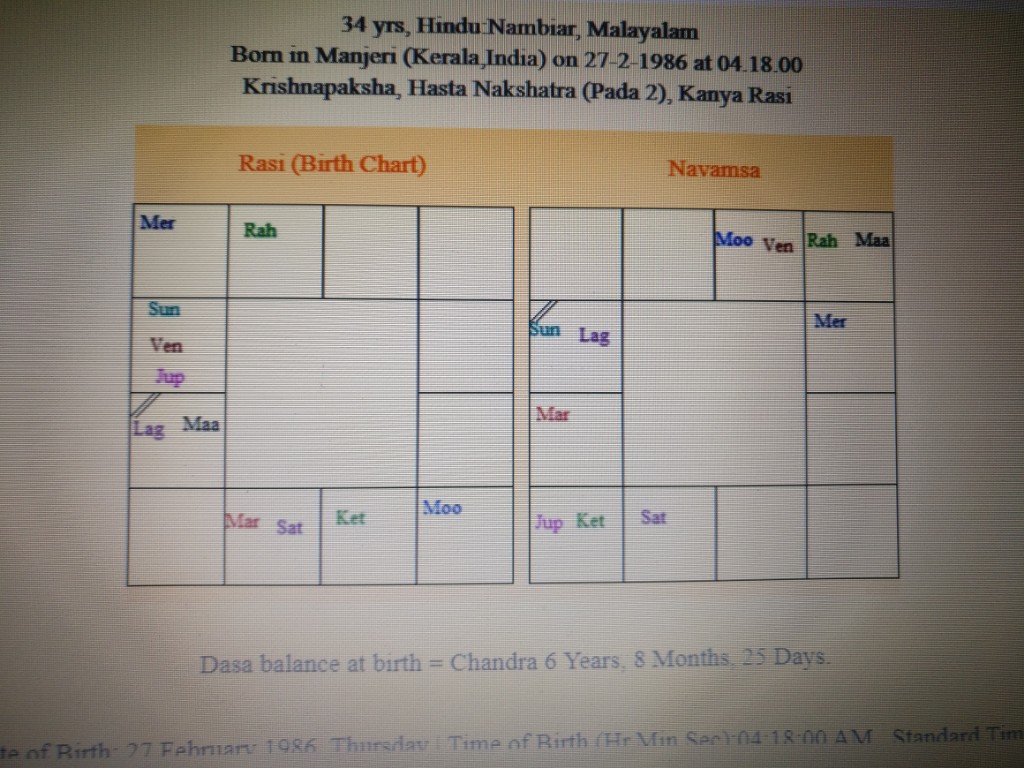 34 yrs, Hindu Nambiar, Malayalam
Born in Manjeri (Kerala,India) on 27-2-1986 at 04.18.00
Krishnapaksha, Hasta Nakshatra (Pada 2), Kanya Rasi
Rasi (Birth Chart)
Navamsa
Mer
Rah
Moo Ven
Rah Maa
Sun
Ven
Jup
Sun Lag
Mer
Lag Maa
Mar
Mar Sat
Ket
Moo
Jup Ket
Sat
Dasa balance at birth = Chandra 6 Years, 8 Months, 25 Days.
te of Birth: 27 February 1986 Thursday Time of Birth (Hr.Min.Sec) 04:18:00 AM Standard Tim